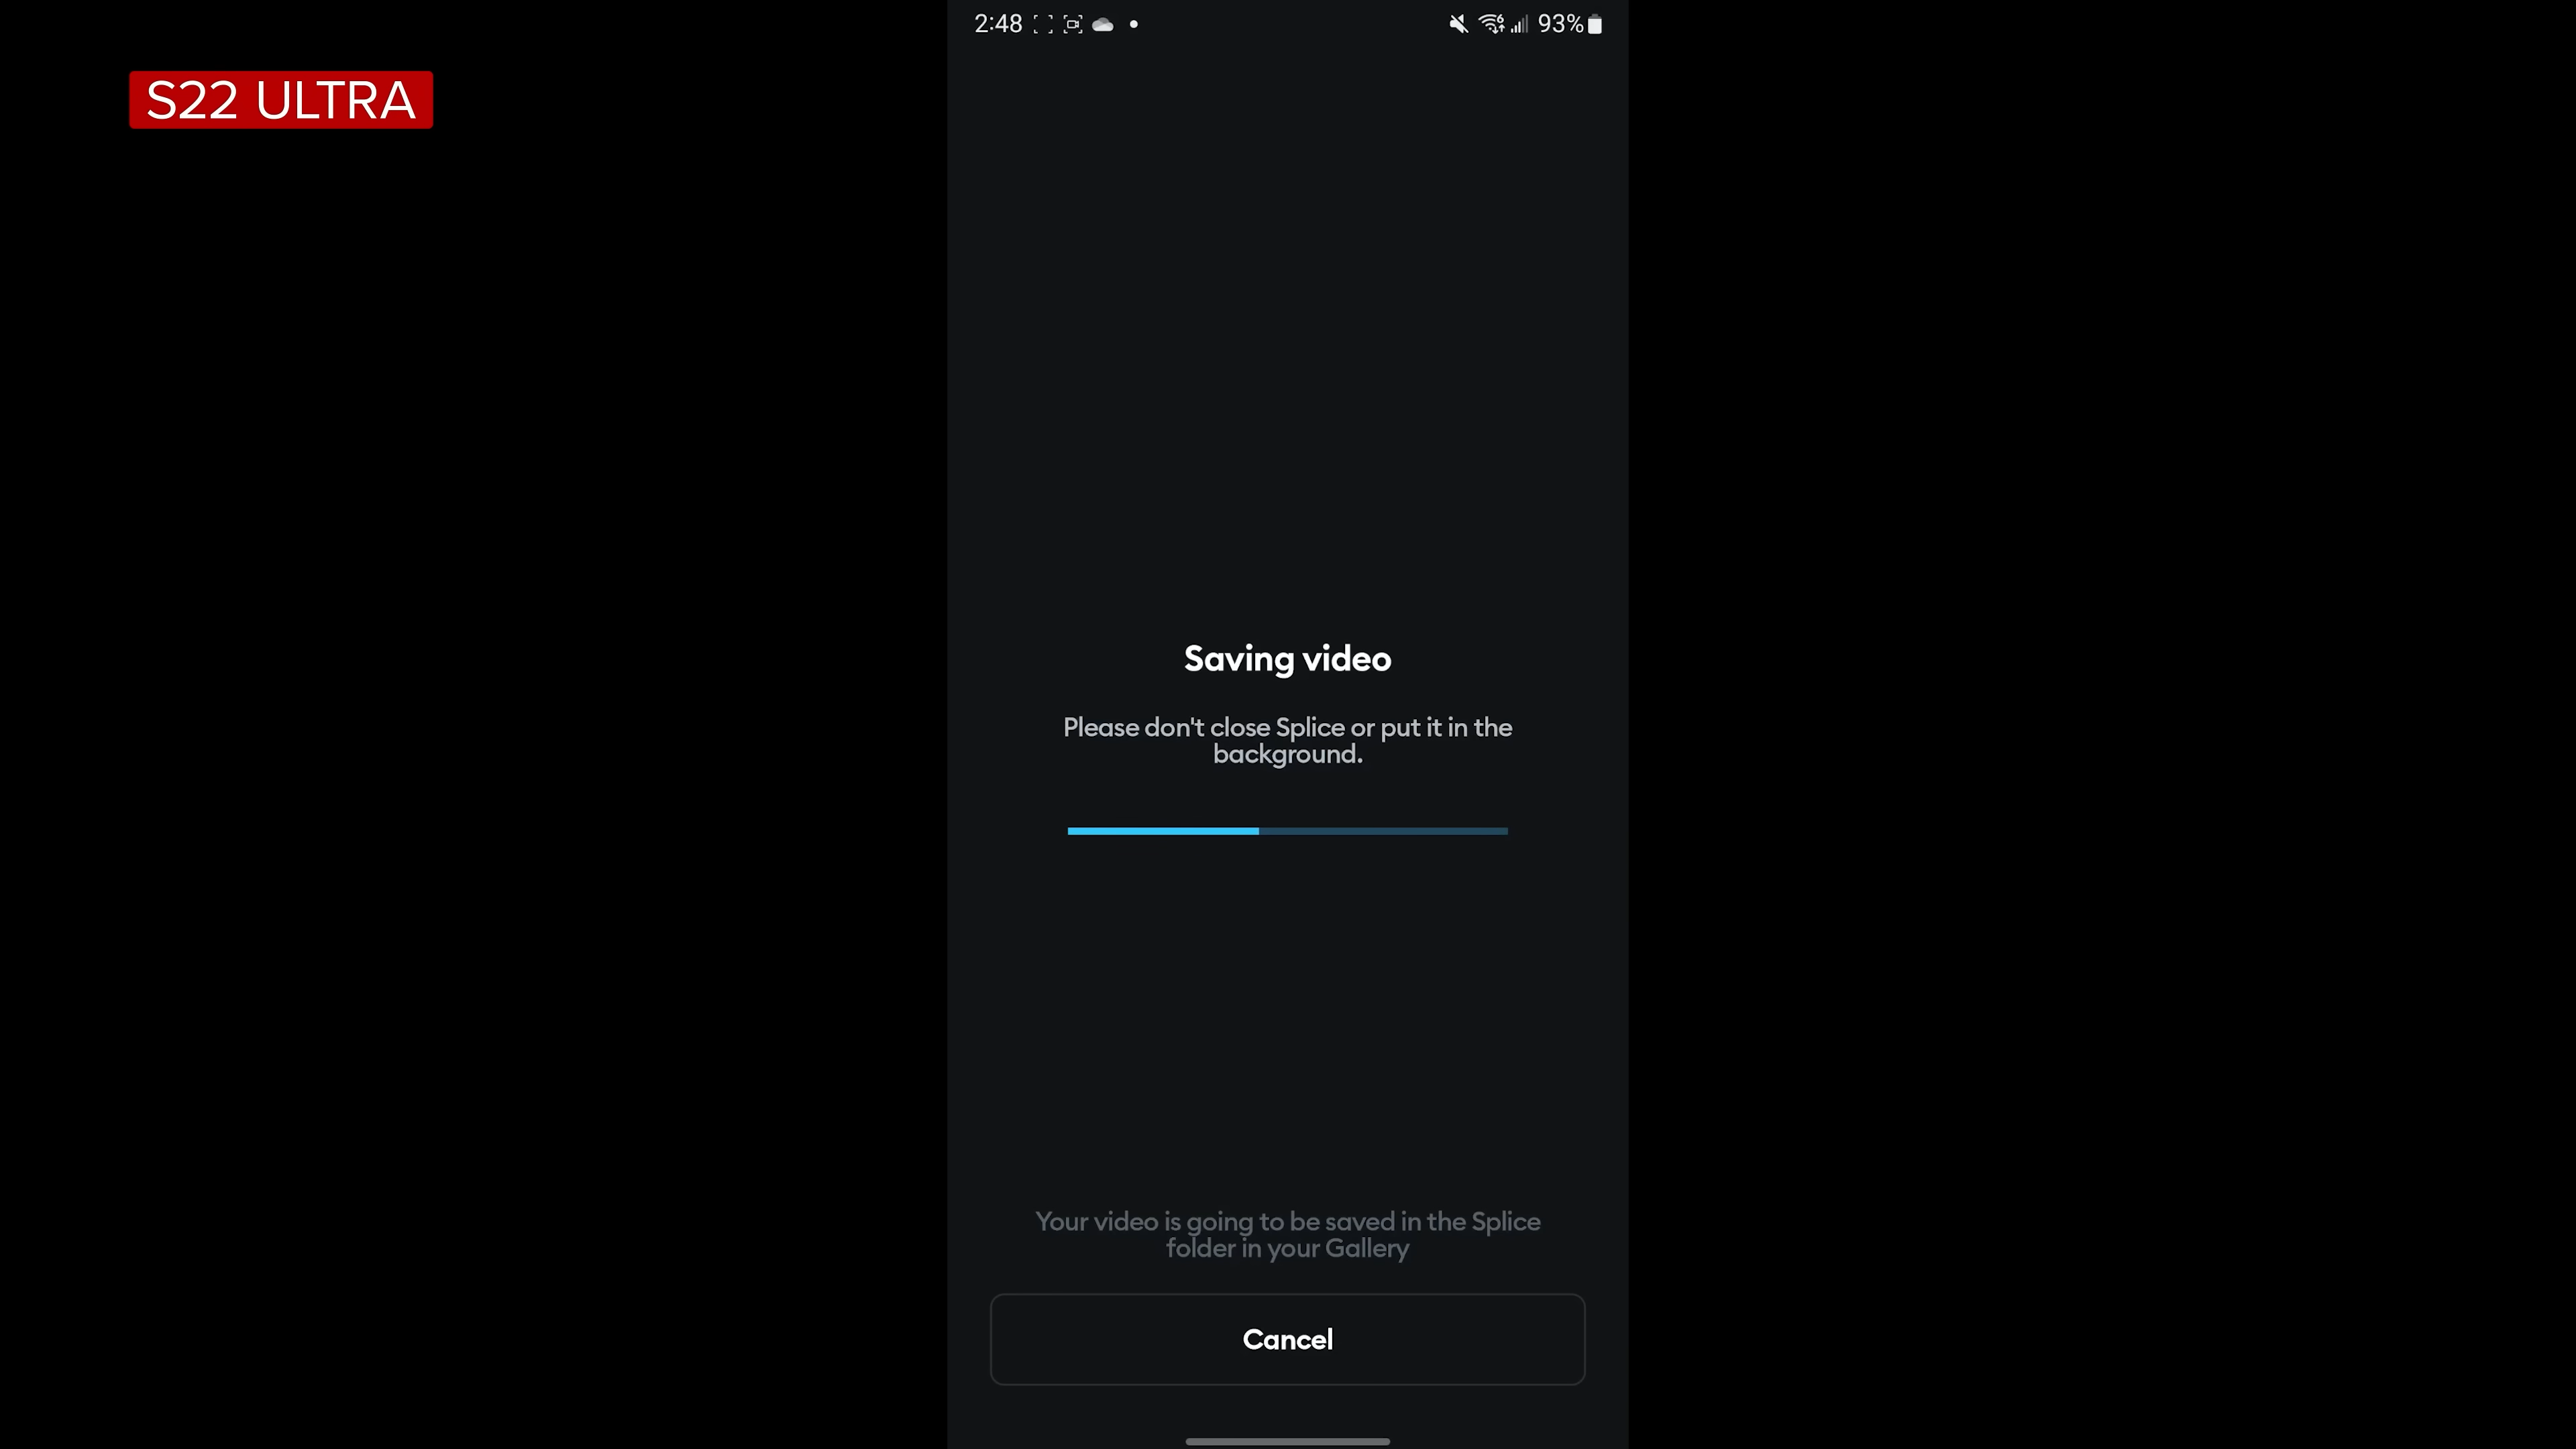 2:48
93%
S22 ULTRA
Saving video
Please don't close Splice or put it in the
background.
Your video is going to be saved in the Splice
folder in your Gallery
Cancel